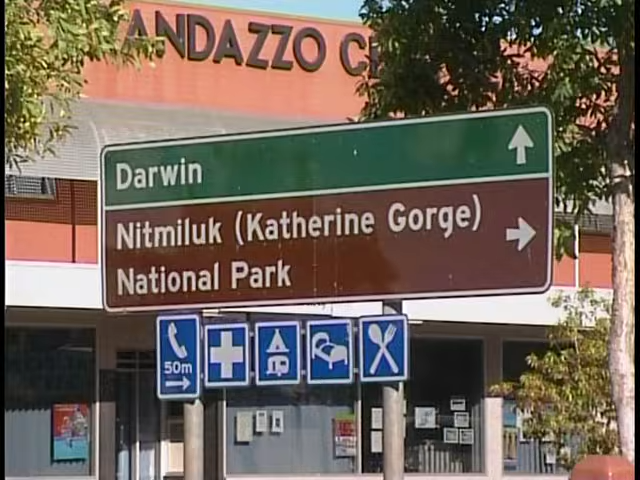 ANDAZZO C
Darwin
Nitmiluk (Katherine Gorge)
National Park
50m